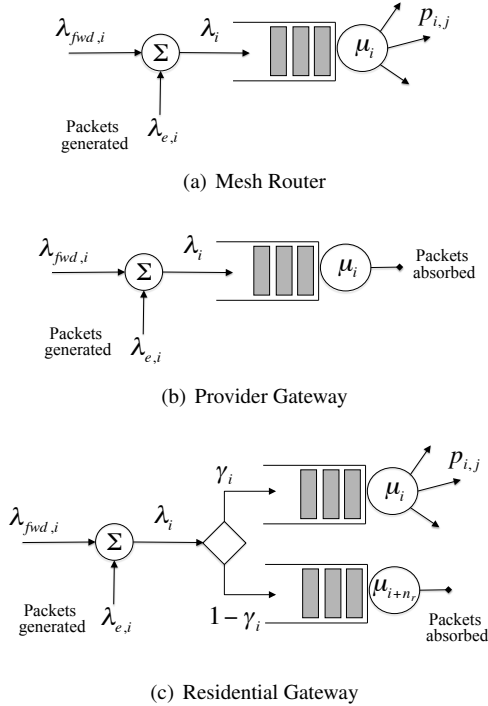 λfwd,i
Σ
λi
μi
pi,j
Packets
generated
λe,i
(a) Mesh Router
λfwd,i
Σ
λi
μi
Packets
absorbed
Packets
generated
λe,i
(b) Provider Gateway
γi
μi
pi,j
λfwd,i
Σ
λi
Packets
generated
λe,i
1 − γi
μi+nr
Packets
absorbed
(c) Residential Gateway